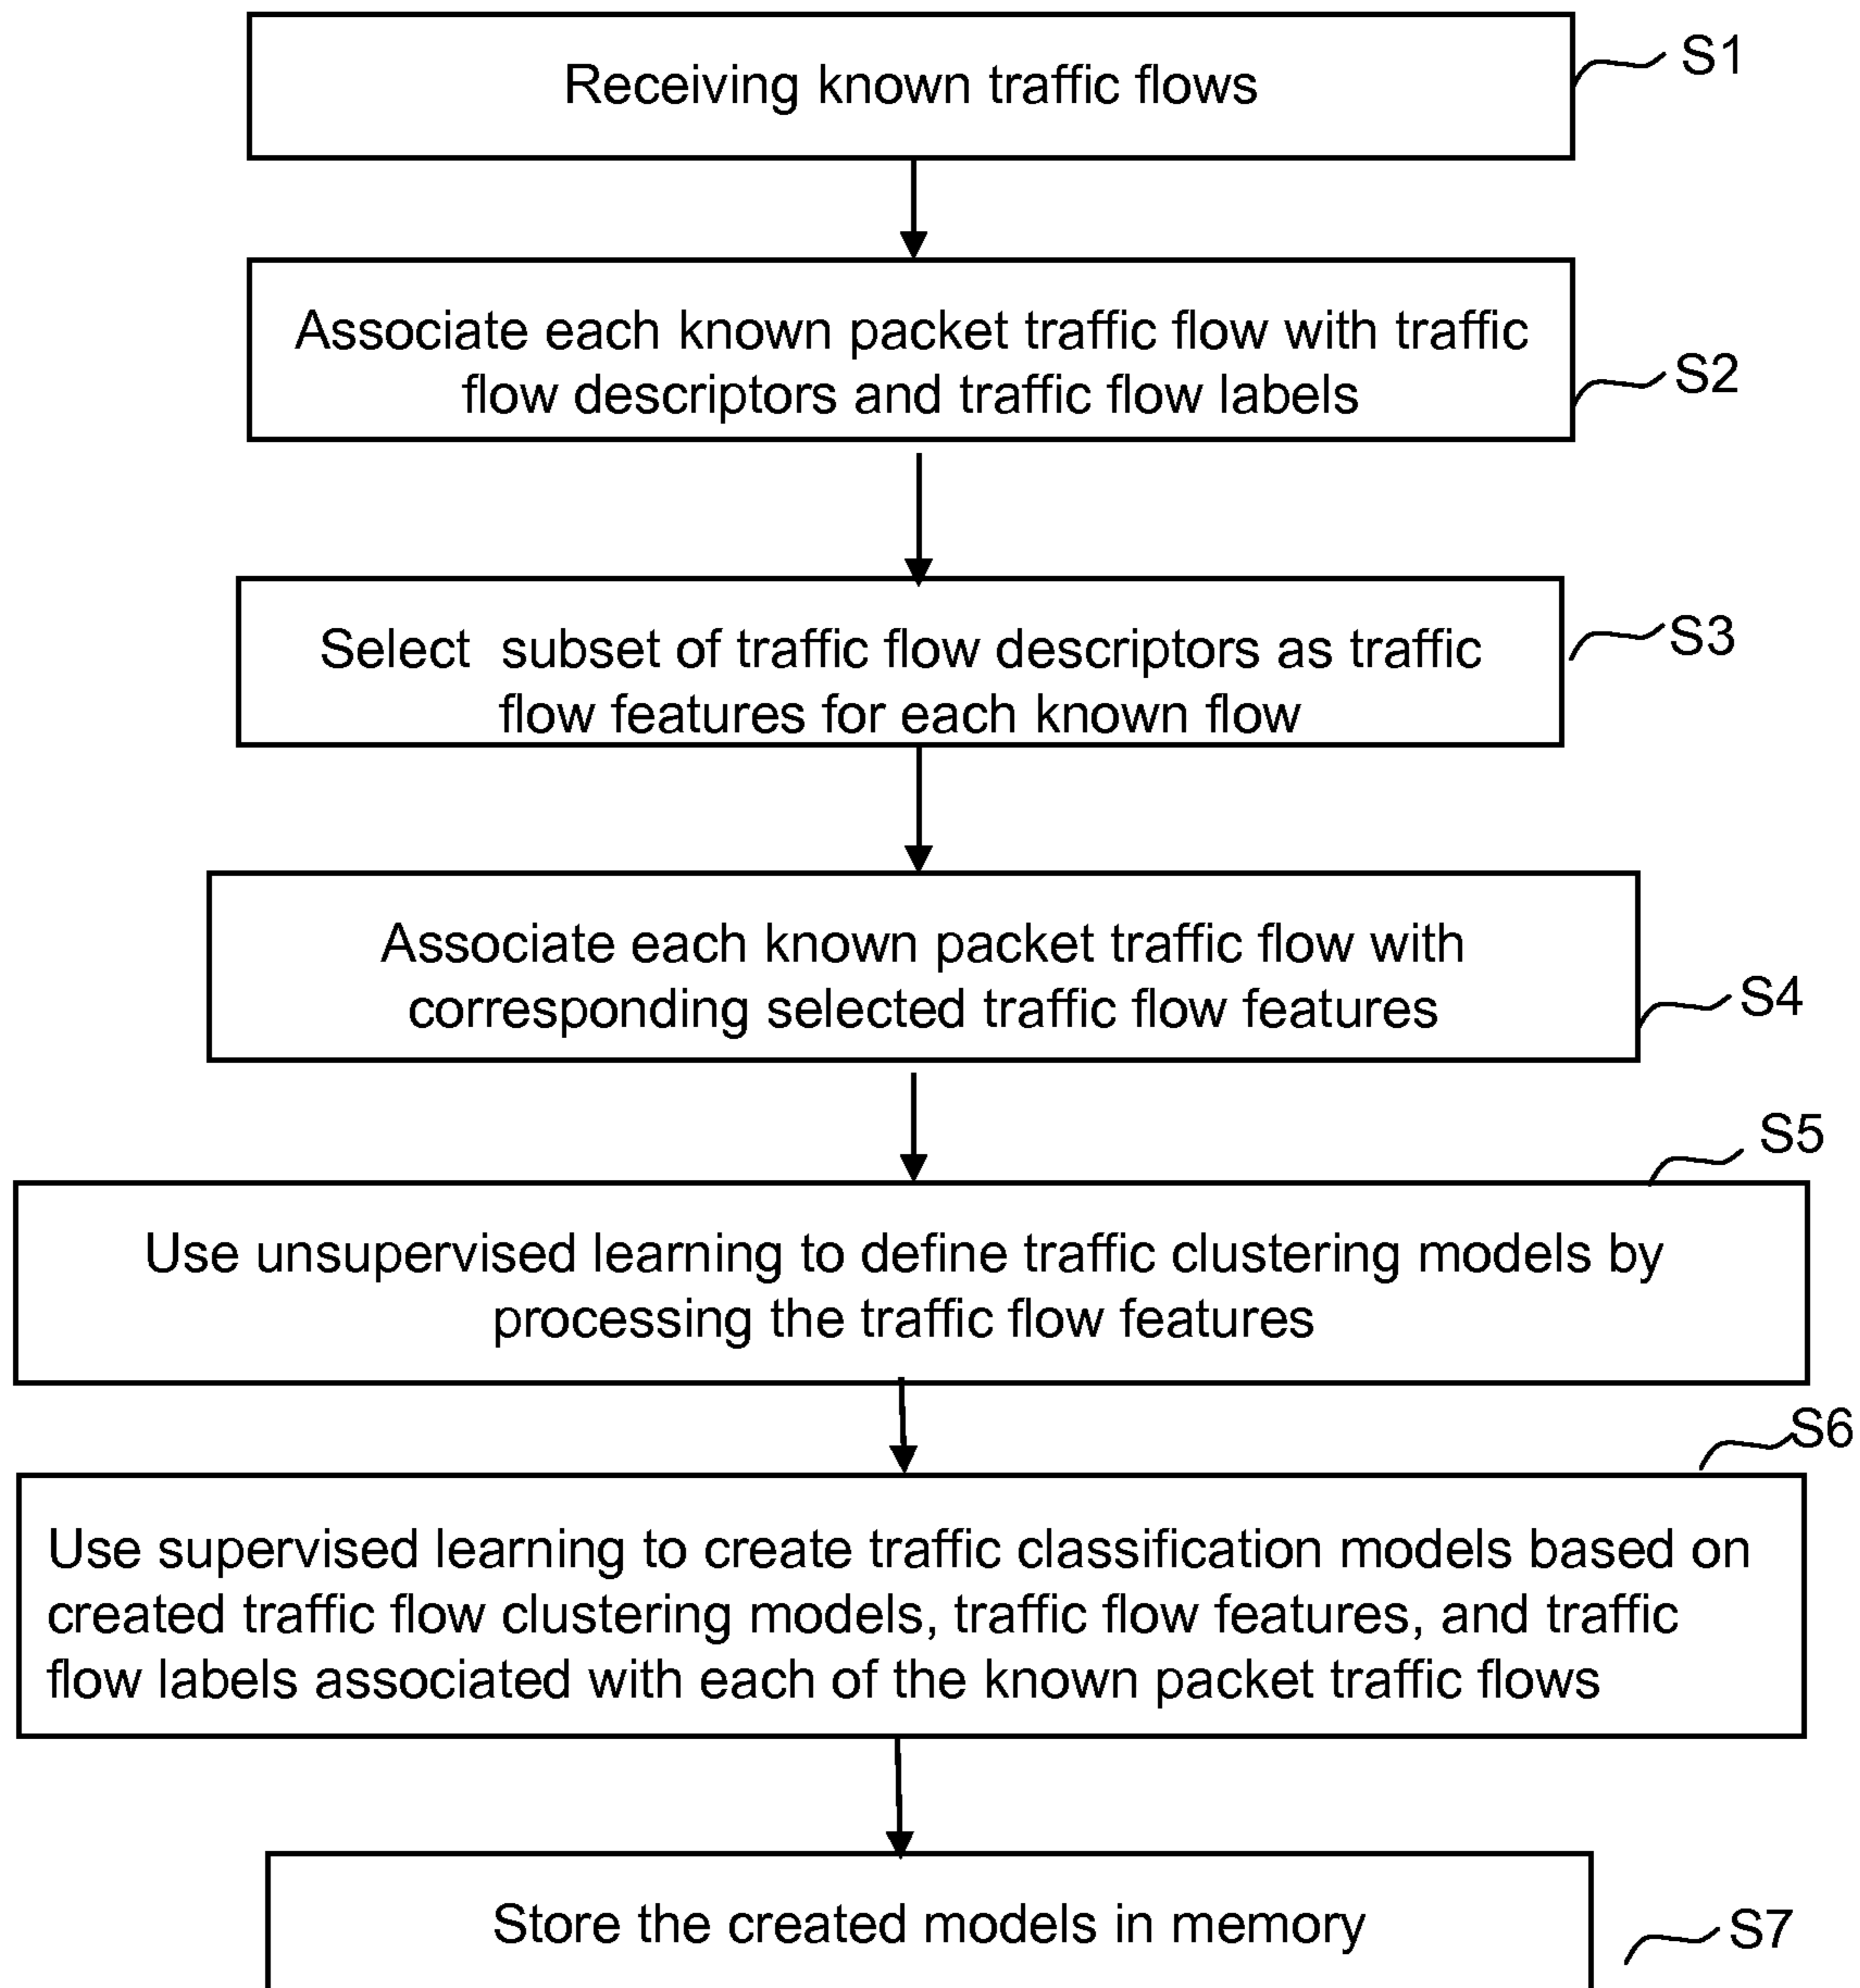 Receiving known traffic flows
S1
Associate each known packet traffic flow with traffic
flow descriptors and traffic flow labels
S2
Select  subset of traffic flow descriptors as traffic
flow features for each known flow
S3
Associate each known packet traffic flow with
corresponding selected traffic flow features
S4
S5
Use unsupervised learning to define traffic clustering models by
processing the traffic flow features
S6
Use supervised learning to create traffic classification models based on
created traffic flow clustering models, traffic flow features, and traffic
flow labels associated with each of the known packet traffic flows
Store the created models in memory
S7